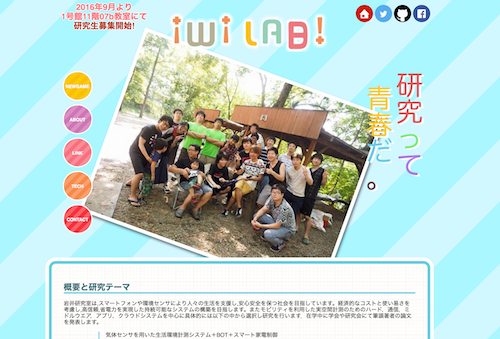 2016年9月より
1号館11階07b教室にて
研究生募集開始!
iWi LAB!
研究って
青春だ。
NEWGAME
ABOUT
LINK
TECH
CONTACT
概要と研究テーマ
岩井研究室は,スマートフォンや環境センサにより人々の生活を支援し,安心安全を保つ社会を目指しています。経済的なコストと使い易さを
考慮し,高信頼,省電力を実現した持続可能なシステムの構築を目指します。またモビリティを利用した実空間計測のためのハード、通信、ミ
ドルウエア、アプリ、クラウドシステムを中心に具体的には以下の中から選択し研究を行います。在学中に学会や研究会にて筆頭著者の論文
を発表します。
気体センサを用いた生活環境計測システム+BOT+スマート家電制御